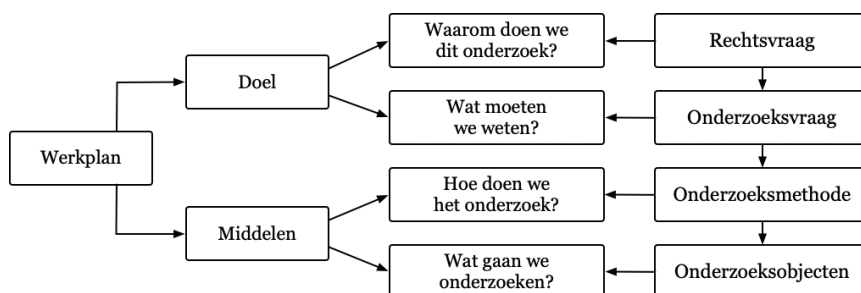 Waarom doen we
dit onderzoek?
Rechtsvraag
Doel
Wat moeten
we weten?
Onderzoeksvraag
Werkplan
Hoe doen we
het onderzoek?
Onderzoeksmethode
Middelen
Wat gaan we
onderzoeken?
Onderzoeksobjecten